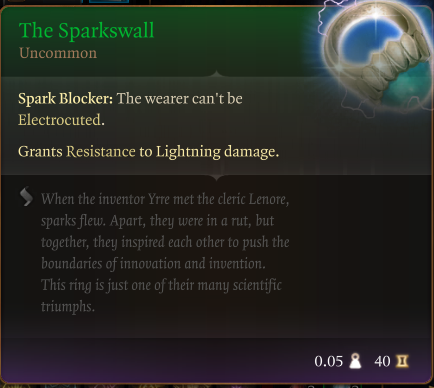 The Sparkswall
Uncommon
Spark Blocker: The wearer can't be
Electrocuted.
Grants Resistance to Lightning damage.
When the inventor Yrre met the cleric Lenore,
sparks flew. Apart, they were in a rut, but
together, they inspired each other to push the
boundaries of innovation and invention.
This ring is just one of their many scientific
triumphs.
0.05 40